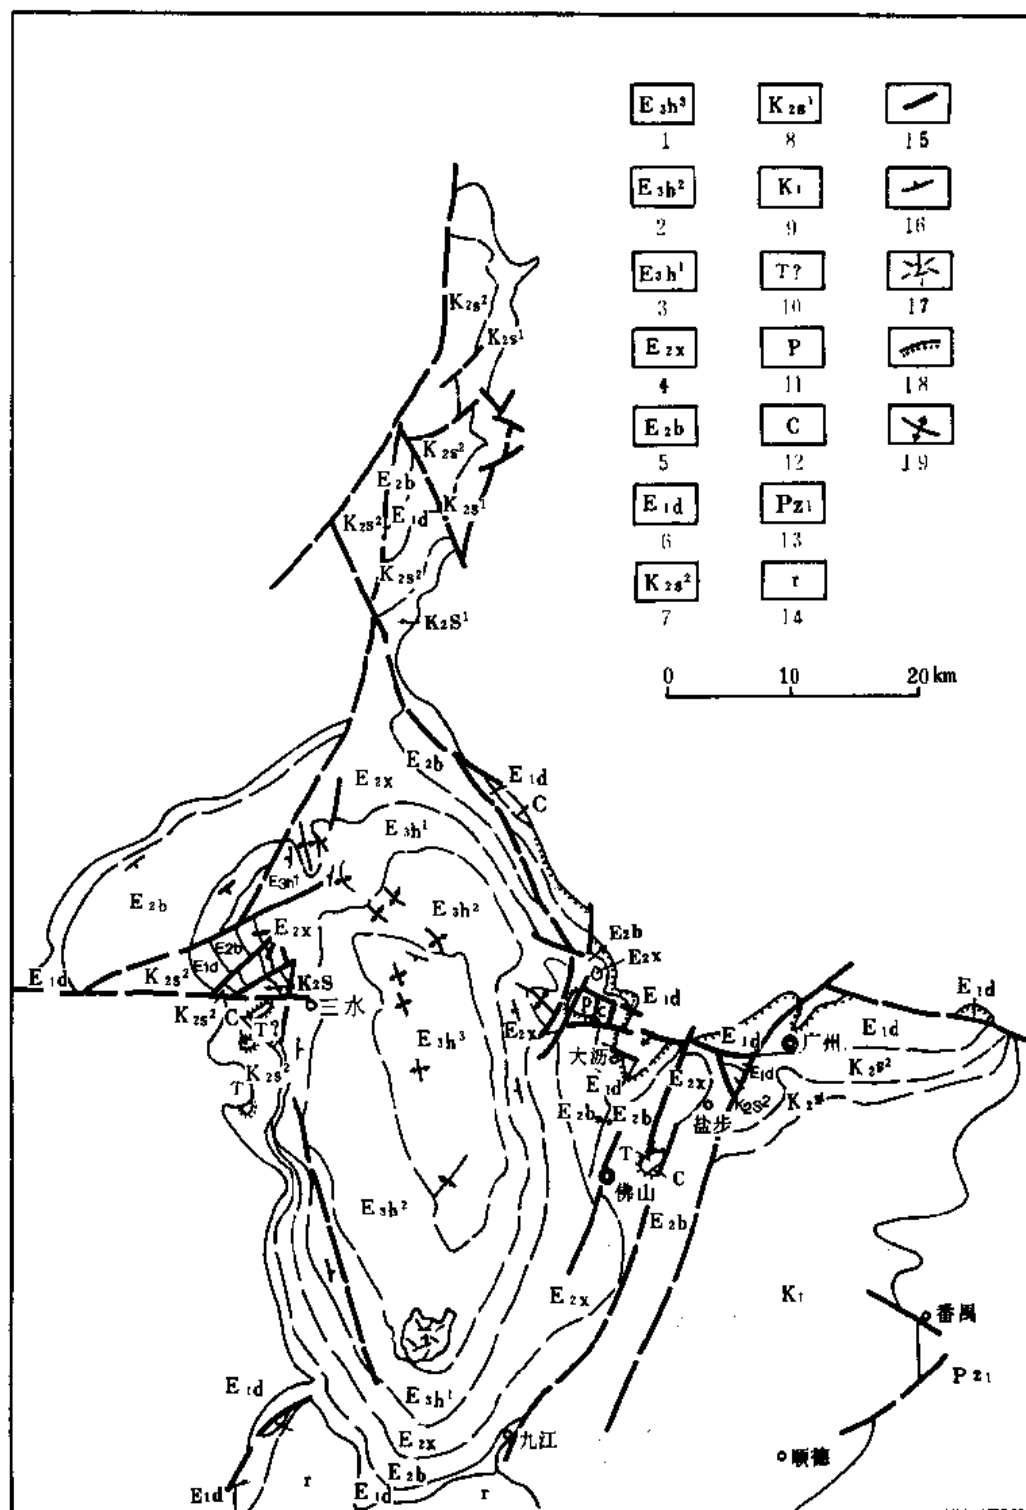 E₃h³ K₂s¹
1 8 15
E₃h² K₁
2 9 16
E₃h¹ T?
3 10 17
E₂x P
4 11 18
E₂b C
5 12 19
E₁d Pz₁
6 13
K₂s² r
7 14
0 10 20 km
K₂s²
K₂s¹
K₂s²
E₂b
K₂s² E₁d K₂s¹
K₂s²
K₂S¹
E₂b
E₂x E₁d
C
E₃h¹
E₃h¹
E₂b E₃h²
E₂b
E₂x E₂x
E₂b
E₁d
E₁d K₂s² K₂S E₁d E₁d
K₂s² 三水 P C
C T? E₂x E₁d 广州 E₁d
E₃h³ 大沥
K₂s² E₁d E₂x E₁d K₂s²
T K₂s² K₂s¹
E₂b E₂b 盐步
T C
佛山
E₃h² E₂b
E₂x K₁
番禺
E₁d E₃h¹ Pz₁
E₂x 九江
E₂b 顺德
E₁d r E₁d r